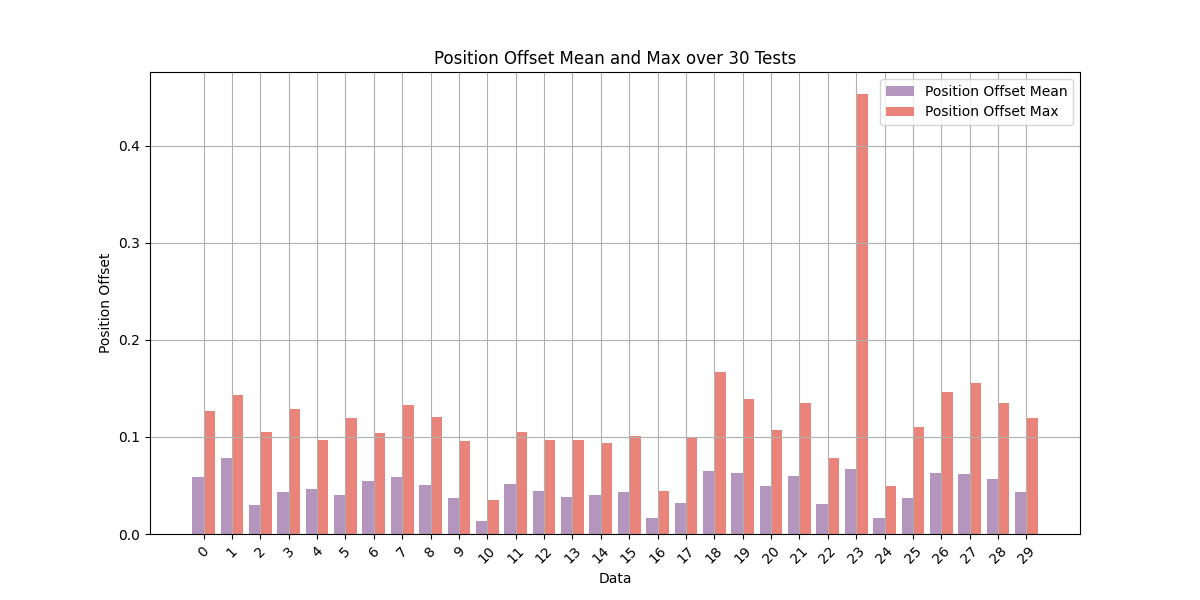 Position Offset Mean and Max over 30 Tests
Position Offset Mean
Position Offset Max
Position Offset
0.4
0.3
0.2
0.1
0.0
0 1 2 3 4 5 6 7 8 9 10 11 12 13 14 15 16 17 18 19 20 21 22 23 24 25 26 27 28 29
Data